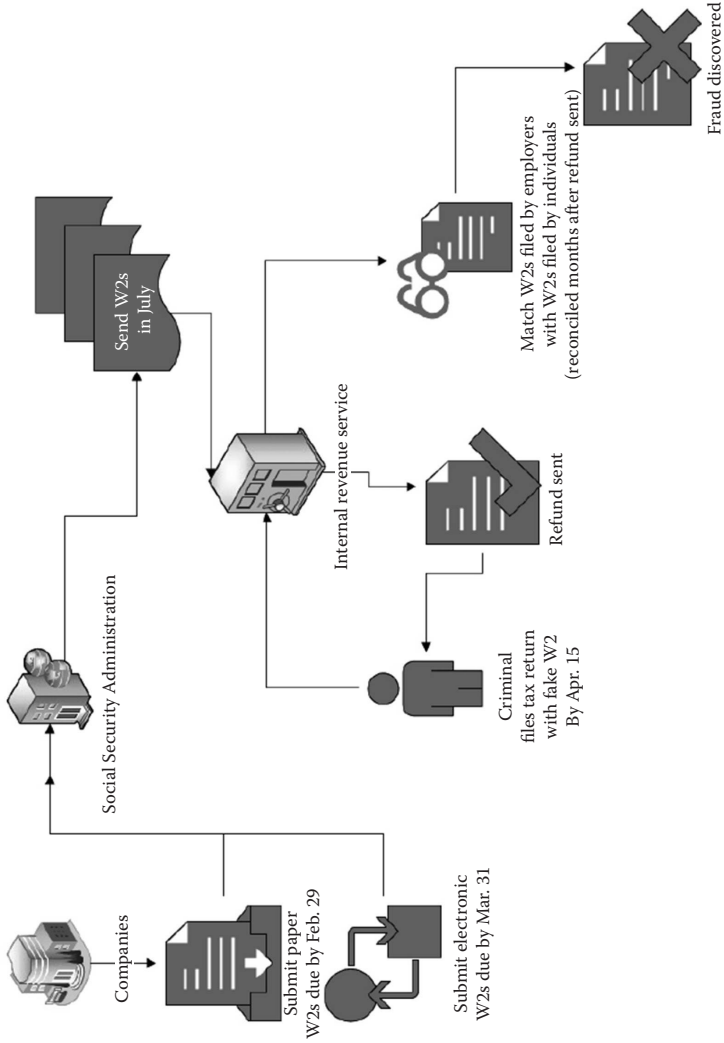 Companies
Submit paper
W2s due by Feb. 29
Submit electronic
W2s due by Mar. 31
Social Security Administration
Send W2s
in July
Internal revenue service
Criminal
files tax return
with fake W2
By Apr. 15
Refund sent
Match W2s filed by employers
with W2s filed by individuals
(reconciled months after refund sent)
Fraud discovered